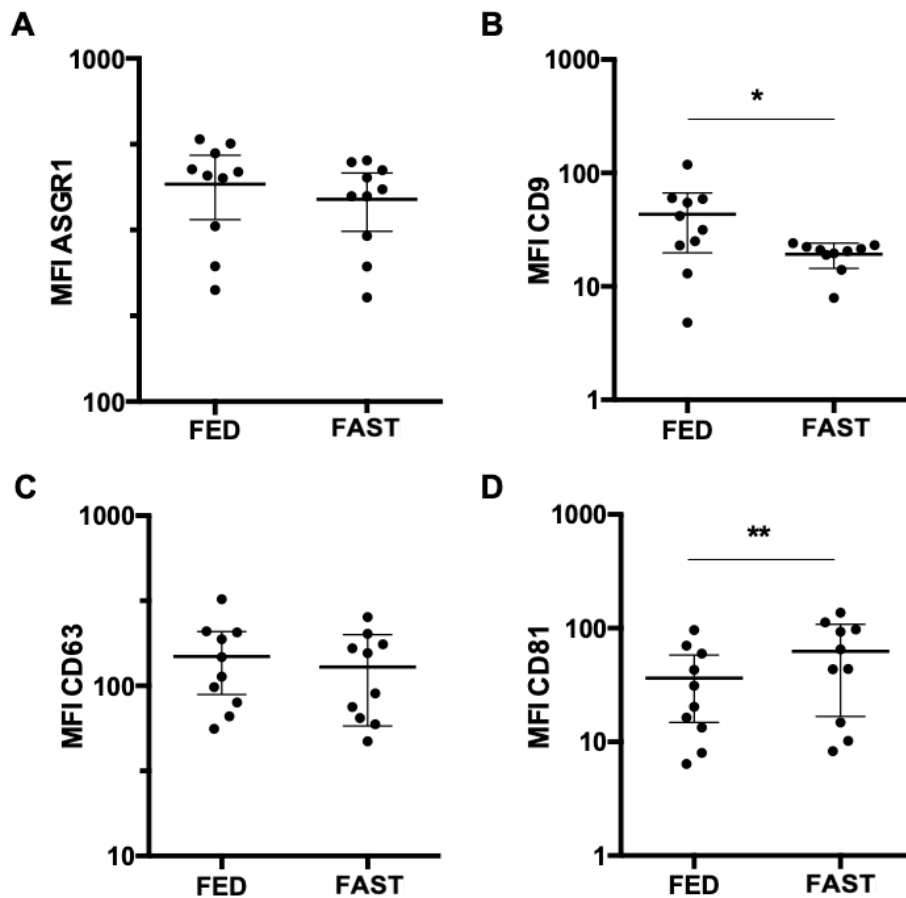 A
1000
100
MFI ASGR1
FED
FAST
B
1000
100
10
1
MFI CD9
*
FED
FAST
C
1000
100
10
MFI CD63
FED
FAST
D
1000
100
10
1
MFI CD81
**
FED
FAST